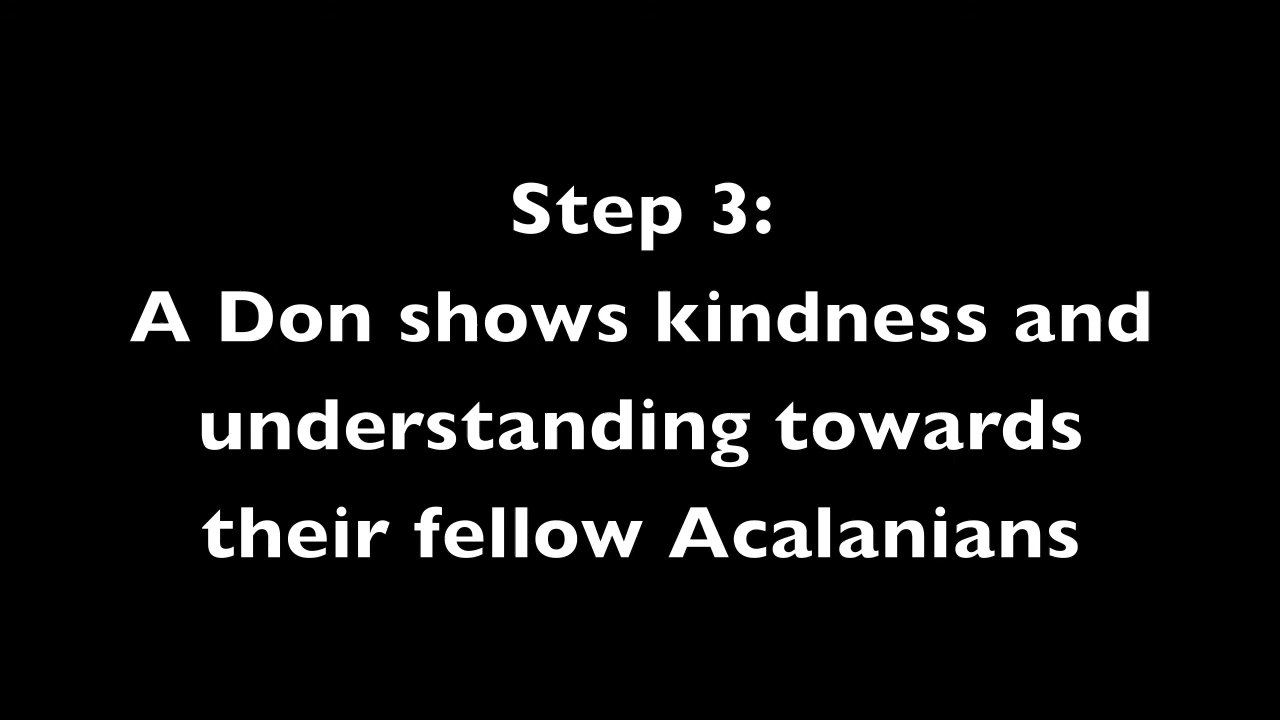 Step 3:
A Don shows kindness and
understanding towards
their fellow Acalanians